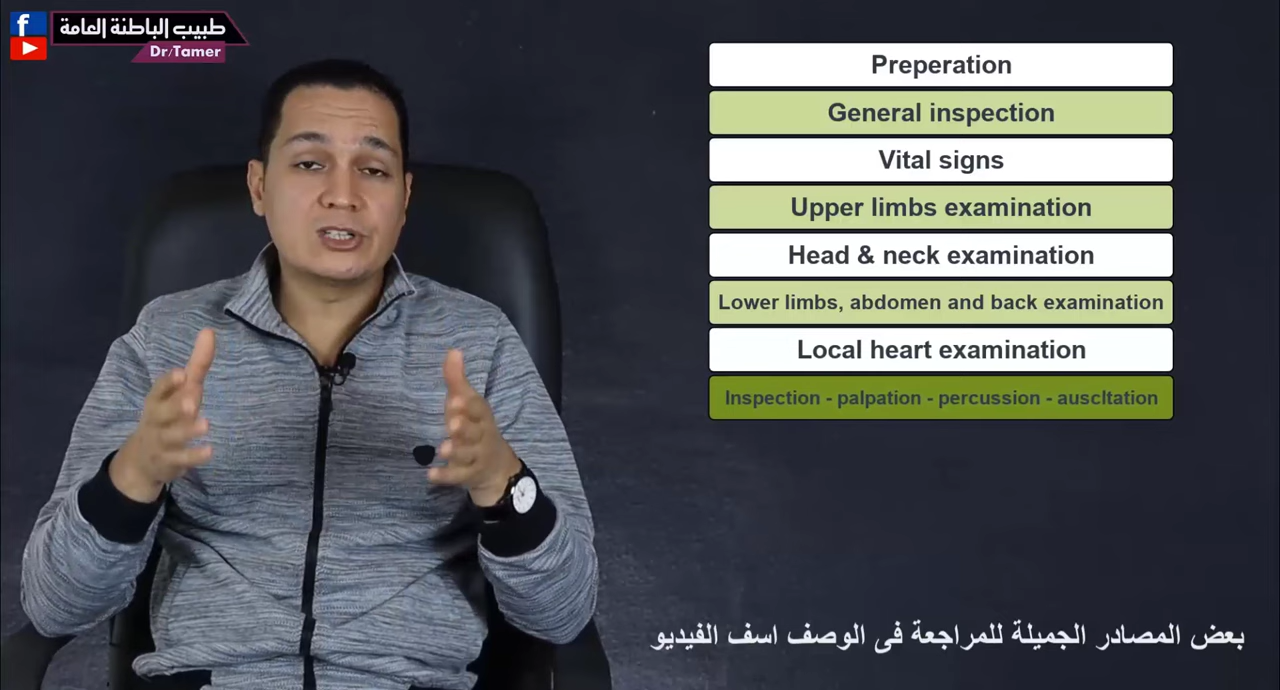 طبيب الباطنة العامة
Dr/Tamer
Preperation
General inspection
Vital signs
Upper limbs examination
Head & neck examination
Lower limbs, abdomen and back examination
Local heart examination
Inspection - palpation - percussion - auscltation
بعض المصادر الجميلة للمراجعة فى الوصف اسف الفيديو